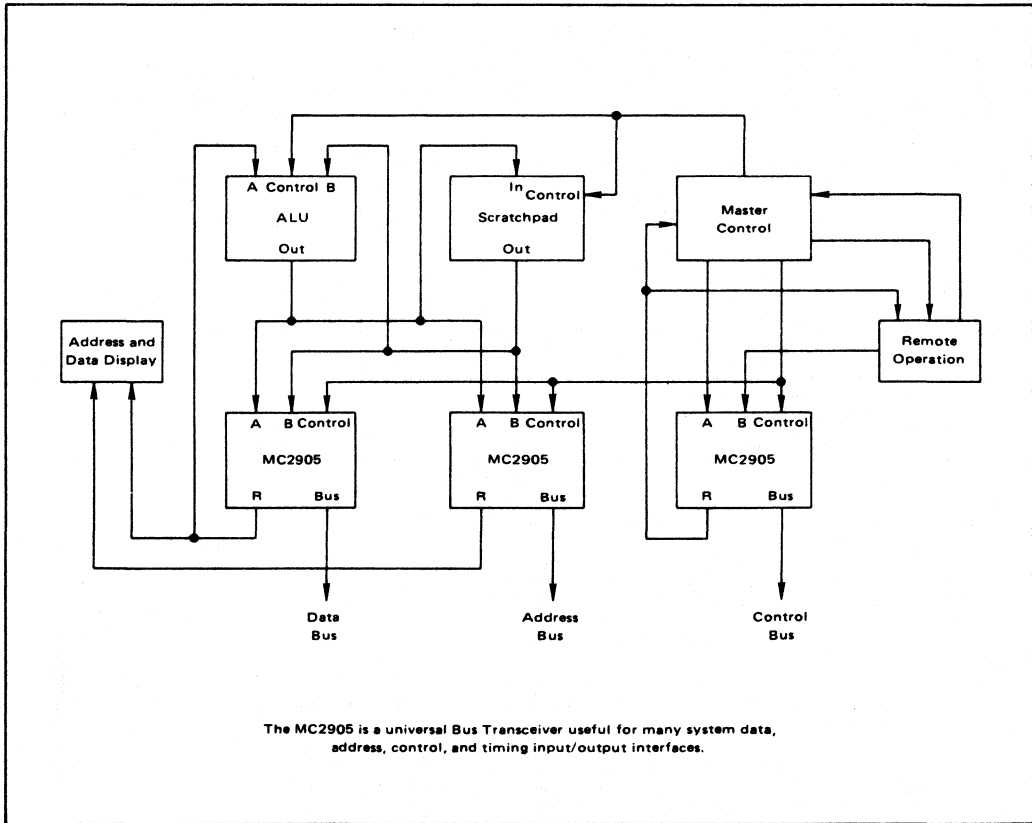 A Control B
ALU
Out
In
Control
Scratchpad
Out
Master
Control
Address and
Data Display
Remote
Operation
A B Control
MC2905
R Bus
A B Control
MC2905
R Bus
A B Control
MC2905
R Bus
Data
Bus
Address
Bus
Control
Bus
The MC2905 is a universal Bus Transceiver useful for many system data,
address, control, and timing input/output interfaces.